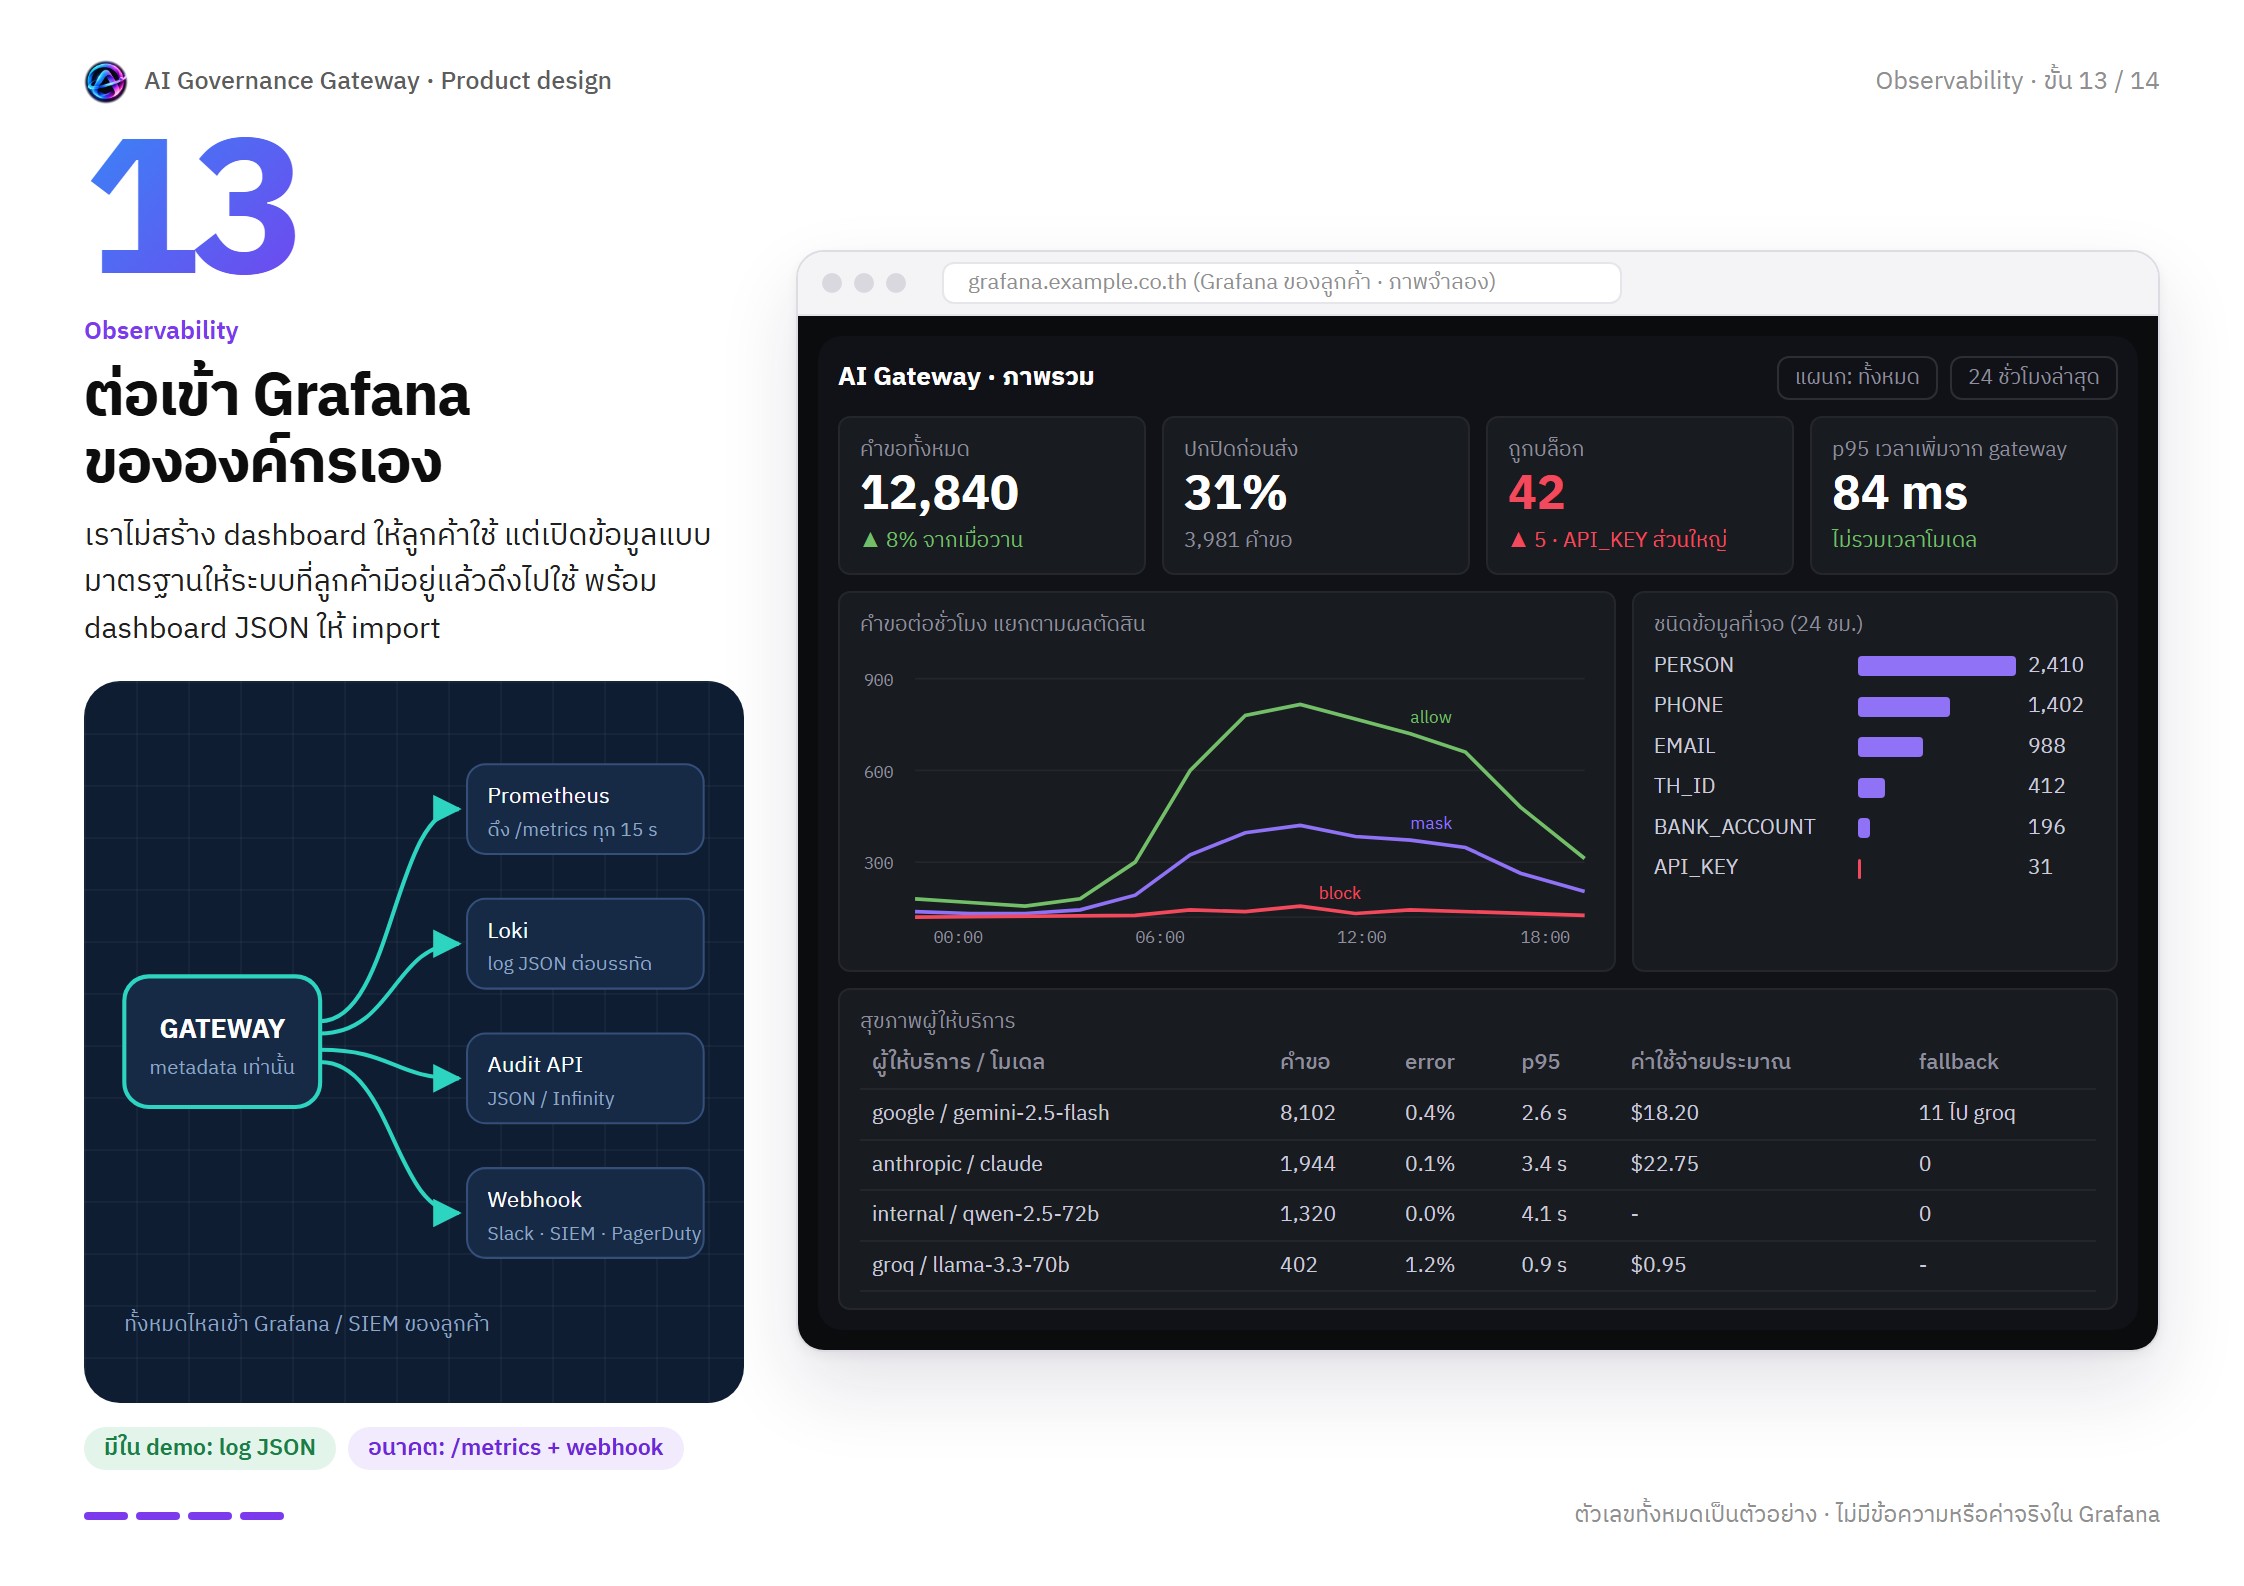 AI Governance Gateway · Product design
Observability · ขั้น 13 / 14
13
Observability
ต่อเข้า Grafana
ขององค์กรเอง
เราไม่สร้าง dashboard ให้ลูกค้าใช้ แต่เปิดข้อมูลแบบ
มาตรฐานให้ระบบที่ลูกค้ามีอยู่แล้วดึงไปใช้ พร้อม
dashboard JSON ให้ import
GATEWAY
metadata เท่านั้น
Prometheus
ดึง /metrics ทุก 15 s
Loki
log JSON ต่อบรรทัด
Audit API
JSON / Infinity
Webhook
Slack · SIEM · PagerDuty
ทั้งหมดไหลเข้า Grafana / SIEM ของลูกค้า
มีใน demo: log JSON
อนาคต: /metrics + webhook
grafana.example.co.th (Grafana ของลูกค้า · ภาพจำลอง)
AI Gateway · ภาพรวม
แผนก: ทั้งหมด
24 ชั่วโมงล่าสุด
คำขอทั้งหมด
12,840
▲ 8% จากเมื่อวาน
ปกปิดก่อนส่ง
31%
3,981 คำขอ
ถูกบล็อก
42
▲ 5 · API_KEY ส่วนใหญ่
p95 เวลาเพิ่มจาก gateway
84 ms
ไม่รวมเวลาโมเดล
คำขอต่อชั่วโมง แยกตามผลตัดสิน
900
600
300
allow
mask
block
00:00 06:00 12:00 18:00
ชนิดข้อมูลที่เจอ (24 ชม.)
PERSON 2,410
PHONE 1,402
EMAIL 988
TH_ID 412
BANK_ACCOUNT 196
API_KEY 31
สุขภาพผู้ให้บริการ
ผู้ให้บริการ / โมเดล คำขอ error p95 ค่าใช้จ่ายประมาณ fallback
google / gemini-2.5-flash 8,102 0.4% 2.6 s $18.20 11 ไป groq
anthropic / claude 1,944 0.1% 3.4 s $22.75 0
internal / qwen-2.5-72b 1,320 0.0% 4.1 s - 0
groq / llama-3.3-70b 402 1.2% 0.9 s $0.95 -
ตัวเลขทั้งหมดเป็นตัวอย่าง · ไม่มีข้อความหรือค่าจริงใน Grafana